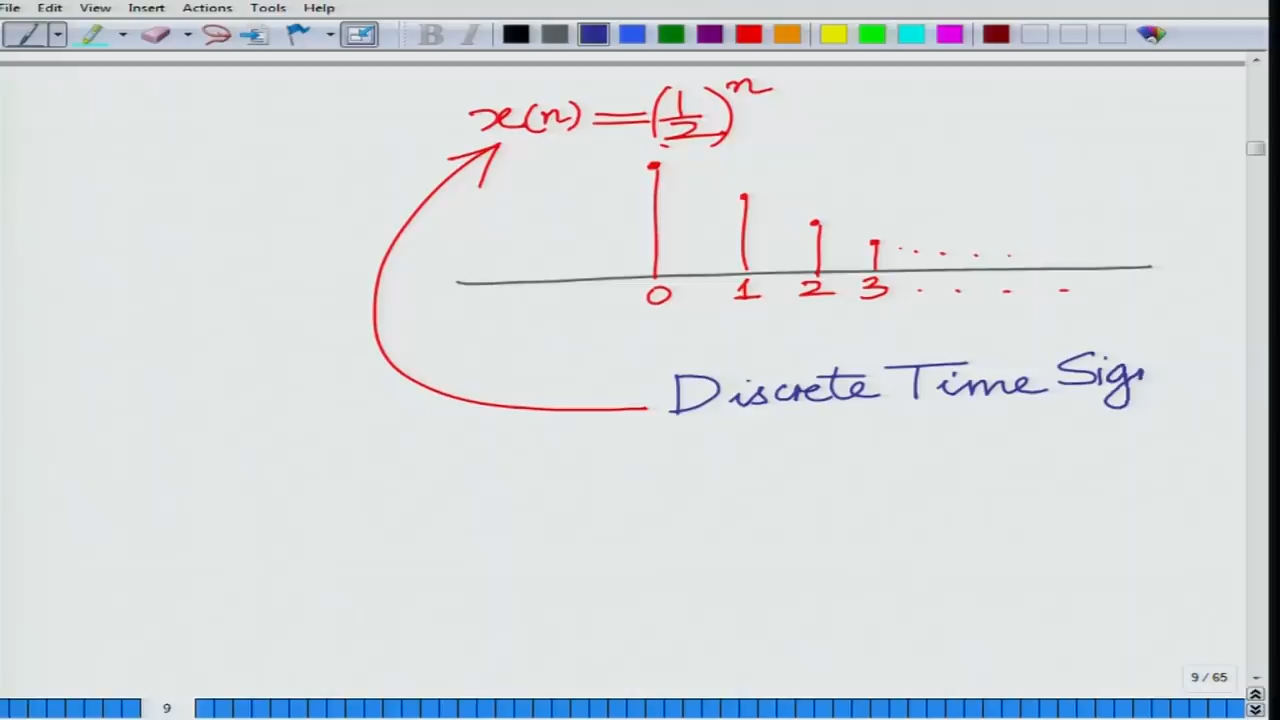 File Edit View Insert Actions Tools Help
B I
x(n) = (1/2)^n
0 1 2 3 . . . .
Discrete Time Sig
9 / 65
9